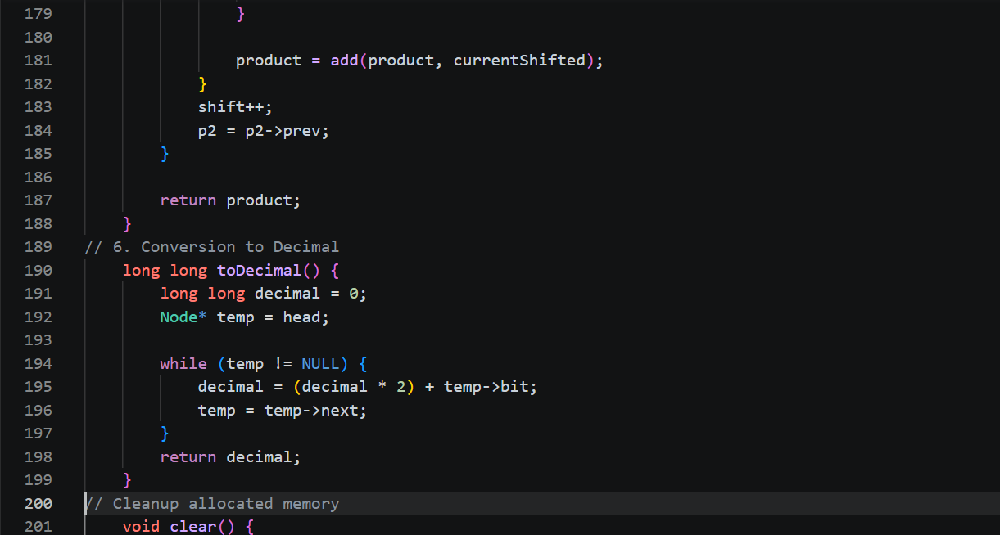 179                    }
180
181                    product = add(product, currentShifted);
182                }
183                shift++;
184                p2 = p2->prev;
185            }
186
187            return product;
188        }
189    // 6. Conversion to Decimal
190        long long toDecimal() {
191            long long decimal = 0;
192            Node* temp = head;
193
194            while (temp != NULL) {
195                decimal = (decimal * 2) + temp->bit;
196                temp = temp->next;
197            }
198            return decimal;
199        }
200    // Cleanup allocated memory
201        void clear() {